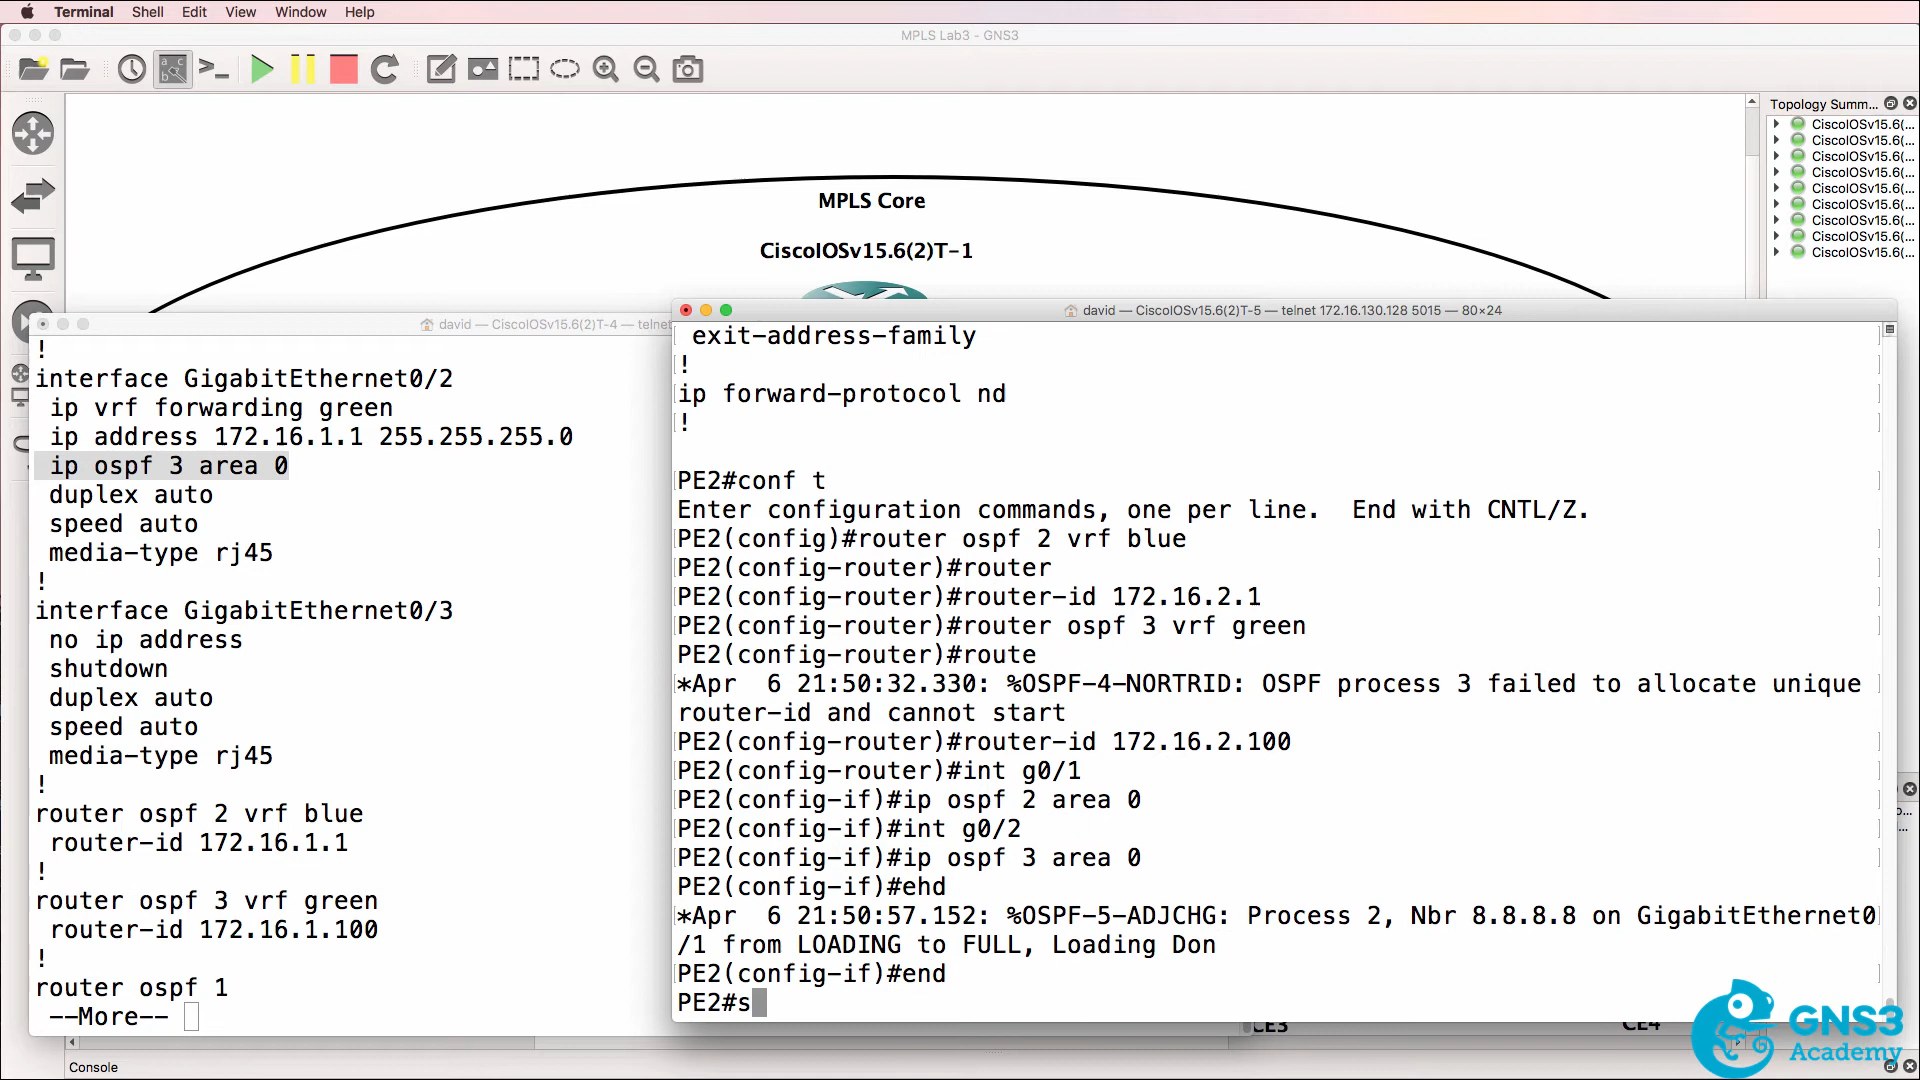 Terminal Shell Edit View Window Help
MPLS Lab3 - GNS3
Topology Summ...
CiscoIOSv15.6(...
CiscoIOSv15.6(...
CiscoIOSv15.6(...
CiscoIOSv15.6(...
CiscoIOSv15.6(...
CiscoIOSv15.6(...
CiscoIOSv15.6(...
CiscoIOSv15.6(...
CiscoIOSv15.6(...
MPLS Core
CiscoIOSv15.6(2)T-1
david — CiscoIOSv15.6(2)T-4 — telnet
!
interface GigabitEthernet0/2
ip vrf forwarding green
ip address 172.16.1.1 255.255.255.0
ip ospf 3 area 0
duplex auto
speed auto
media-type rj45
!
interface GigabitEthernet0/3
no ip address
shutdown
duplex auto
speed auto
media-type rj45
!
router ospf 2 vrf blue
router-id 172.16.1.1
!
router ospf 3 vrf green
router-id 172.16.1.100
!
router ospf 1
--More--
david — CiscoIOSv15.6(2)T-5 — telnet 172.16.130.128 5015 — 80×24
exit-address-family
!
ip forward-protocol nd
!
PE2#conf t
Enter configuration commands, one per line.  End with CNTL/Z.
PE2(config)#router ospf 2 vrf blue
PE2(config-router)#router
PE2(config-router)#router-id 172.16.2.1
PE2(config-router)#router ospf 3 vrf green
PE2(config-router)#route
*Apr  6 21:50:32.330: %OSPF-4-NORTRID: OSPF process 3 failed to allocate unique
router-id and cannot start
PE2(config-router)#router-id 172.16.2.100
PE2(config-router)#int g0/1
PE2(config-if)#ip ospf 2 area 0
PE2(config-if)#int g0/2
PE2(config-if)#ip ospf 3 area 0
PE2(config-if)#ehd
*Apr  6 21:50:57.152: %OSPF-5-ADJCHG: Process 2, Nbr 8.8.8.8 on GigabitEthernet0
/1 from LOADING to FULL, Loading Don
PE2(config-if)#end
PE2#s
CE3
CE4
Console
GNS3
Academy